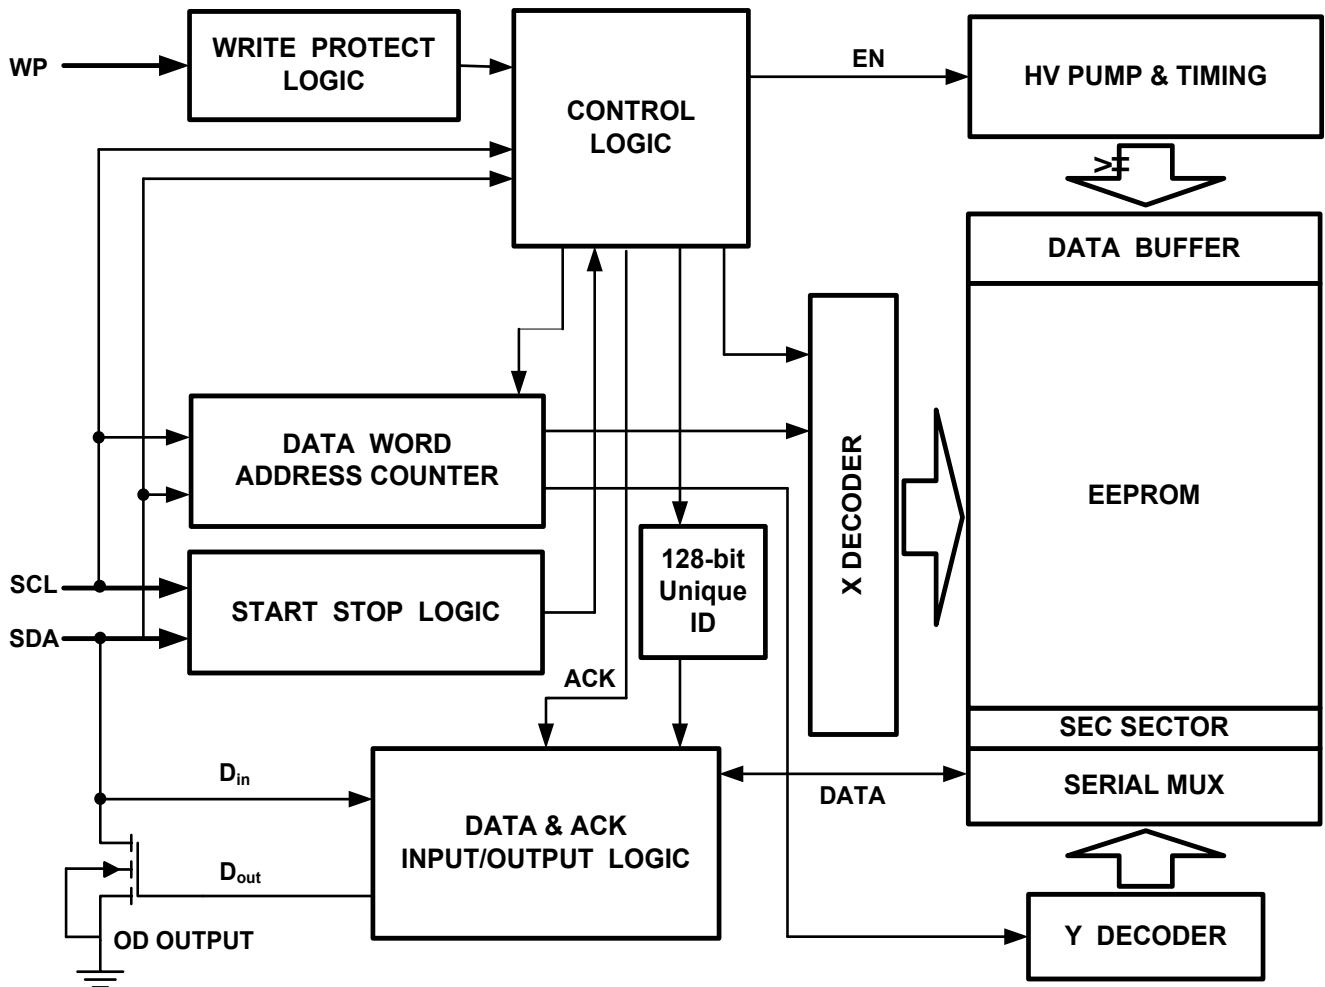 WP
WRITE PROTECT
LOGIC
CONTROL
LOGIC
EN
HV PUMP & TIMING
DATA BUFFER
DATA WORD
ADDRESS COUNTER
X DECODER
EEPROM
SCL
SDA
START STOP LOGIC
128-bit
Unique
ID
ACK
SEC SECTOR
SERIAL MUX
Din
DATA
DATA & ACK
INPUT/OUTPUT LOGIC
Dout
OD OUTPUT
Y DECODER